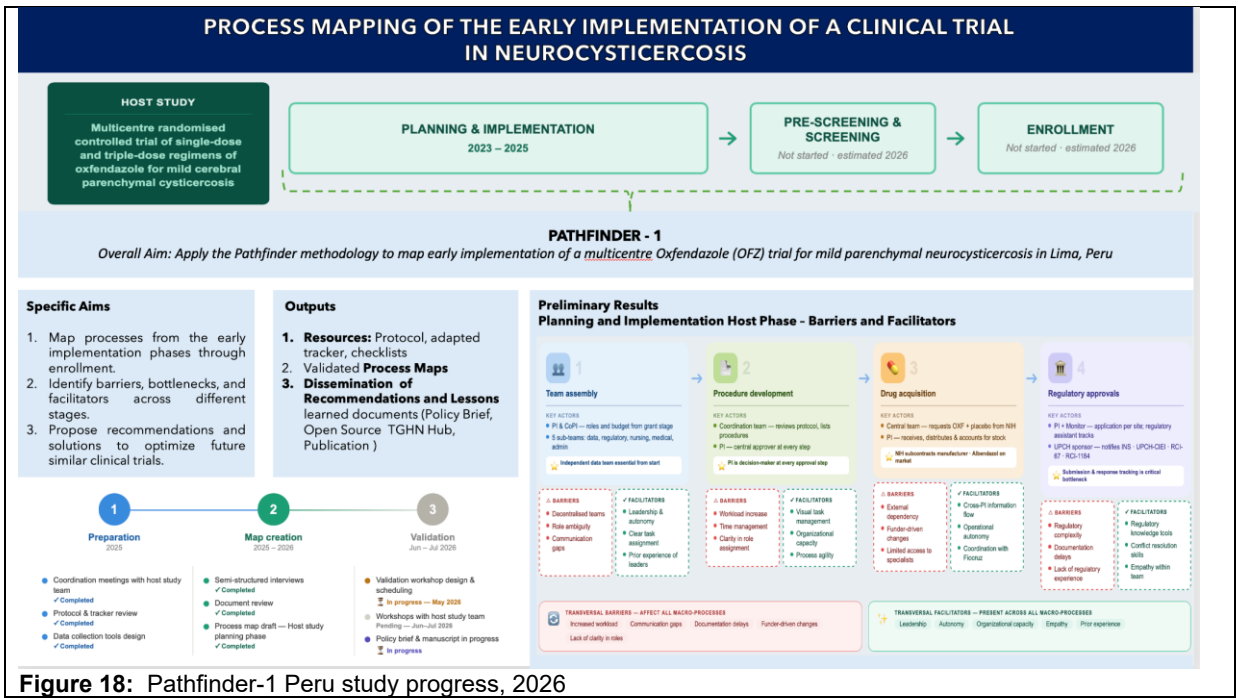 PROCESS MAPPING OF THE EARLY IMPLEMENTATION OF A CLINICAL TRIAL
IN NEUROCYSTICERCOSIS
HOST STUDY
Multicentre randomised
controlled trial of single-dose
and triple-dose regimens of
oxfendazole for mild cerebral
parenchymal cysticercosis
PLANNING & IMPLEMENTATION
2023 – 2025
PRE-SCREENING &
SCREENING
Not started · estimated 2026
ENROLLMENT
Not started · estimated 2026
PATHFINDER - 1
Overall Aim: Apply the Pathfinder methodology to map early implementation of a multicentre Oxfendazole (OFZ) trial for mild parenchymal neurocysticercosis in Lima, Peru
Specific Aims
1. Map processes from the early
implementation phases through
enrollment.
2. Identify barriers, bottlenecks, and
facilitators across different
stages.
3. Propose recommendations and
solutions to optimize future
similar clinical trials.
Outputs
1. Resources: Protocol, adapted
tracker, checklists
2. Validated Process Maps
3. Dissemination of
Recommendations and Lessons
learned documents (Policy Brief,
Open Source TGHN Hub,
Publication )
1
Preparation
2025
Coordination meetings with host study
team
✓ Completed
Protocol & tracker review
✓ Completed
Data collection tools design
✓ Completed
2
Map creation
2025 – 2026
Semi-structured interviews
✓ Completed
Document review
✓ Completed
Process map draft — Host study
planning phase
✓ Completed
3
Validation
Jun – Jul 2026
Validation workshop design &
scheduling
⏳ In progress — May 2026
Workshops with host study team
Pending — Jun–Jul 2026
Policy brief & manuscript in progress
⏳ In progress
Preliminary Results
Planning and Implementation Host Phase – Barriers and Facilitators
1
Team assembly
KEY ACTORS
PI & CoPI — roles and budget from grant stage
5 sub-teams: data, regulatory, nursing, medical,
admin
Independent data team essential from start
⚠ BARRIERS
Decentralised teams
Role ambiguity
Communication
gaps
✓ FACILITATORS
Leadership &
autonomy
Clear task
assignment
Prior experience of
leaders
2
Procedure development
KEY ACTORS
Coordination team — reviews protocol, lists
procedures
PI — central approver at every step
PI is decision-maker at every approval step
⚠ BARRIERS
Workload increase
Time management
Clarity in role
assignment
✓ FACILITATORS
Visual task
management
Organizational
capacity
Process agility
3
Drug acquisition
KEY ACTORS
Central team — requests OXF + placebo from NIH
PI — receives, distributes & accounts for stock
NIH subcontracts manufacturer · Albendazol on
market
⚠ BARRIERS
External
dependency
Funder-driven
changes
Limited access to
specialists
✓ FACILITATORS
Cross-PI information
flow
Operational
autonomy
Coordination with
Fiocruz
4
Regulatory approvals
KEY ACTORS
PI + Monitor — application per site; regulatory
assistant tracks
UPCH sponsor — notifies INS · UPCH-CIEI · RCI-
67 · RCI-1184
Submission & response tracking is critical
bottleneck
⚠ BARRIERS
Regulatory
complexity
Documentation
delays
Lack of regulatory
experience
✓ FACILITATORS
Regulatory
knowledge tools
Conflict resolution
skills
Empathy within
team
TRANSVERSAL BARRIERS — AFFECT ALL MACRO-PROCESSES
Increased workload Communication gaps Documentation delays Funder-driven changes
Lack of clarity in roles
TRANSVERSAL FACILITATORS — PRESENT ACROSS ALL MACRO-PROCESSES
Leadership Autonomy Organizational capacity Empathy Prior experience
Figure 18: Pathfinder-1 Peru study progress, 2026